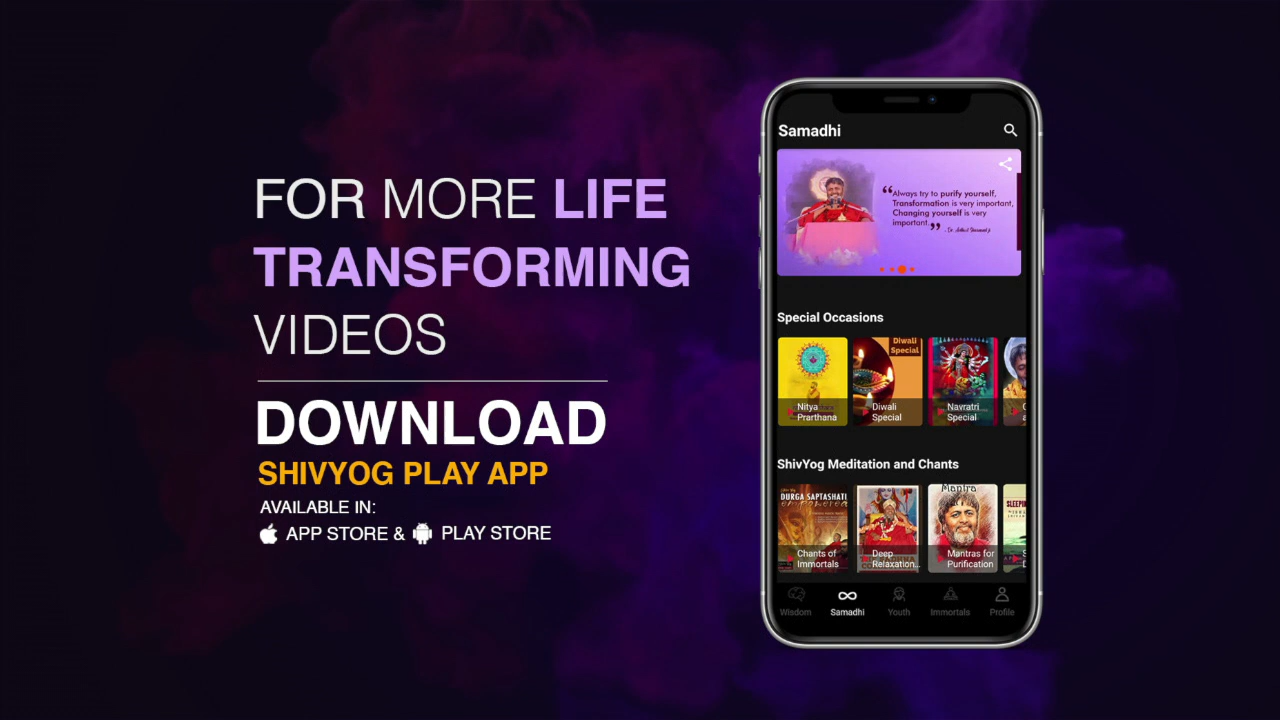 FOR MORE LIFE
TRANSFORMING
VIDEOS
DOWNLOAD
SHIVYOG PLAY APP
AVAILABLE IN:
APP STORE & PLAY STORE
Samadhi
“Always try to purify yourself,
Transformation is very important,
Changing yourself is very
important.”
Special Occasions
Diwali
Special
Nitya
Prarthana
Diwali
Special
Navratri
Special
ShivYog Meditation and Chants
DURGA SAPTASHATI
Mantra
SLEEPI
Chants of
Immortals
Deep
Relaxation...
Mantras for
Purification
Wisdom
Samadhi
Youth
Immortals
Profile